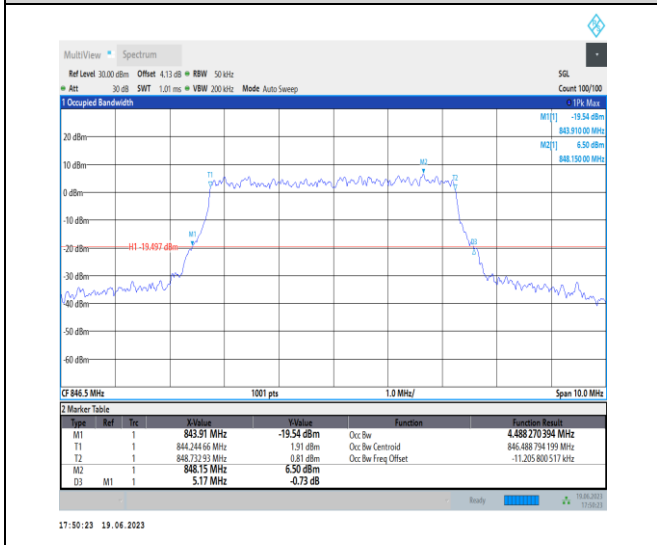 MultiView Spectrum
Ref Level 30.00 dBm Offset 4.13 dB RBW 50 kHz SGL
Att 30 dB SWT 1.01 ms VBW 200 kHz Mode Auto Sweep Count 100/100
1 Occupied Bandwidth 1Pk Max
M1[1] -19.54 dBm
843.910 00 MHz
M2[1] 6.50 dBm
848.150 00 MHz
20 dBm
10 dBm
M2
T1 T2
0 dBm
-10 dBm
M1
D3
-20 dBm H1 -19.497 dBm
-30 dBm
-40 dBm
-50 dBm
-60 dBm
CF 846.5 MHz 1001 pts 1.0 MHz/ Span 10.0 MHz
2 Marker Table
Type Ref Trc X-Value Y-Value Function Function Result
M1 1 843.91 MHz -19.54 dBm Occ Bw 4.488 270 394 MHz
T1 1 844.244 66 MHz 1.91 dBm Occ Bw Centroid 846.488 794 199 MHz
T2 1 848.732 93 MHz 0.81 dBm Occ Bw Freq Offset -11.205 800 517 kHz
M2 1 848.15 MHz 6.50 dBm
D3 M1 1 5.17 MHz -0.73 dB
Ready 19.06.2023
17:50:23
17:50:23 19.06.2023